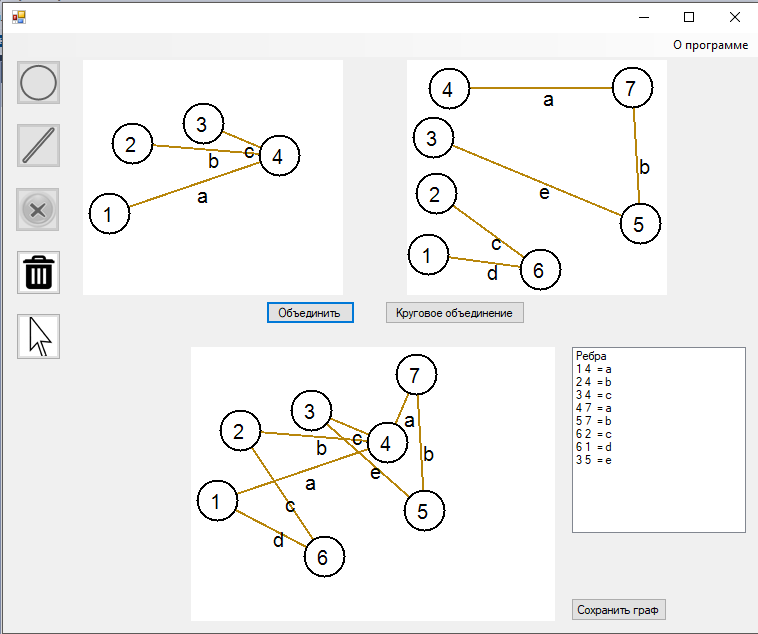 О программе
3
2
4
c
b
a
1
4
7
a
3
b
2
e
5
c
1
d
6
Объединить
Круговое объединение
7
3
2
a
c
4
b
b
e
a
1
c
5
d
6
Ребра
1 4 = a
2 4 = b
3 4 = c
4 7 = a
5 7 = b
6 2 = c
6 1 = d
3 5 = e
Сохранить граф